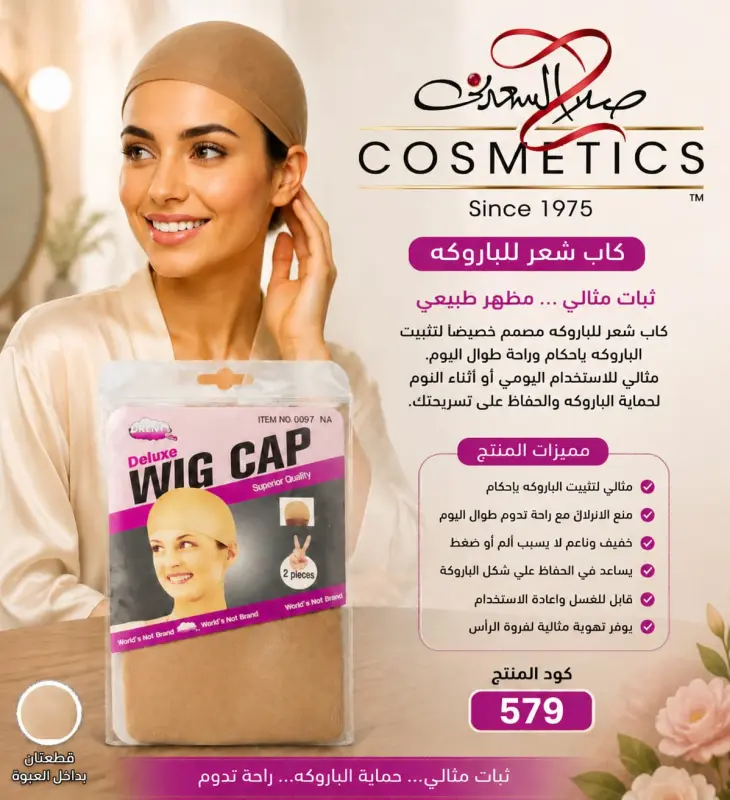 COSMETICS
Since 1975
TM
كاب شعر للباروكه
ثبات مثالي ... مظهر طبيعي
كاب شعر للباروكه مصمم خصيصاً لتثبيت
الباروكه بإحكام وراحة طوال اليوم.
مثالي للاستخدام اليومي أو أثناء النوم
لحماية الباروكه والحفاظ على تسريحتك.
مميزات المنتج
مثالي لتثبيت الباروكه بإحكام
منع الانزلاق مع راحة تدوم طوال اليوم
خفيف وناعم لا يسبب ألم أو ضغط
يساعد في الحفاظ علي شكل الباروكة
قابل للغسل واعادة الاستخدام
يوفر تهوية مثالية لفروة الرأس
كود المنتج
579
ITEM NO. 0097 NA
Deluxe
WIG CAP
Superior Quality
2 pieces
World's Not Brand
World's Not Brand
World's Not Brand
قطعتان
بداخل العبوة
ثبات مثالي... حماية الباروكه... راحة تدوم